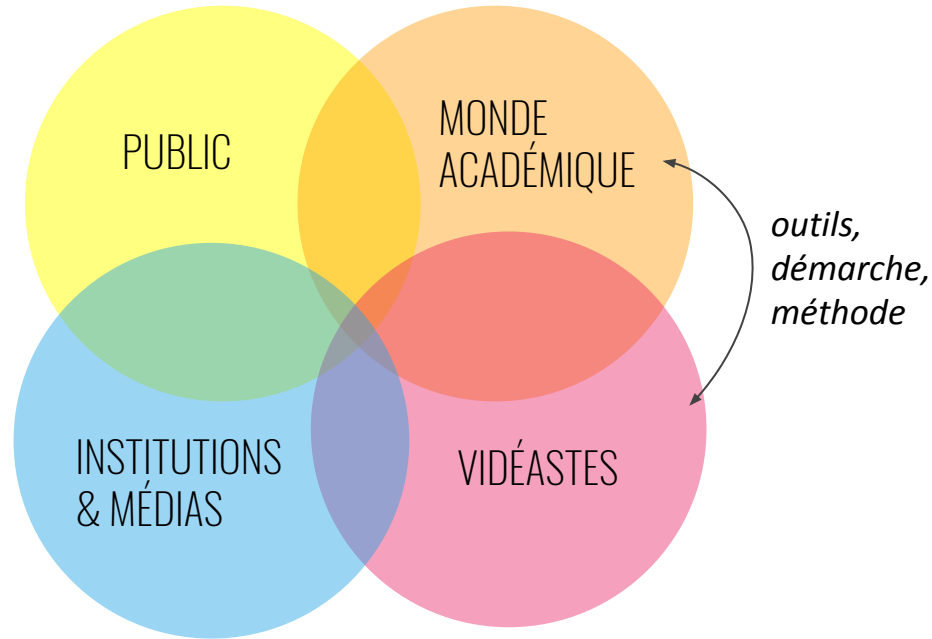 PUBLIC
MONDE
ACADÉMIQUE
outils,
démarche,
méthode
INSTITUTIONS
& MÉDIAS
VIDÉASTES